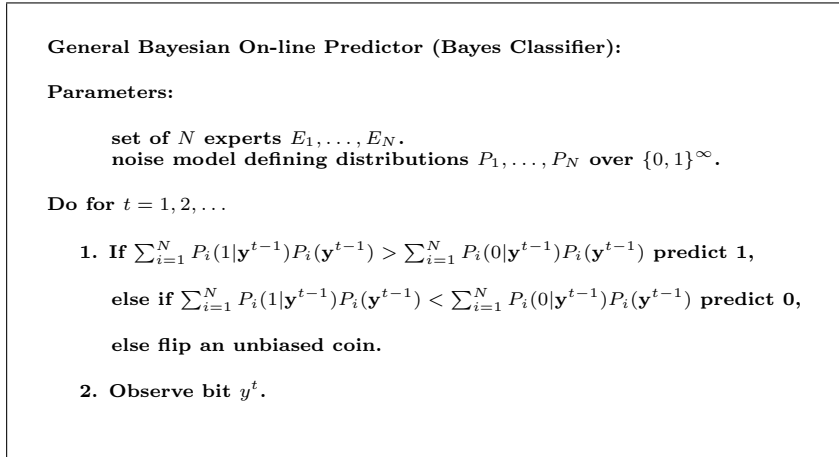 General Bayesian On-line Predictor (Bayes Classifier):
Parameters:
set of N experts E₁, . . . , E_N.
noise model defining distributions P₁, . . . , P_N over {0, 1}^∞.
Do for t = 1, 2, . . .
1. If ∑_{i=1}^N P_i(1|y^{t−1})P_i(y^{t−1}) > ∑_{i=1}^N P_i(0|y^{t−1})P_i(y^{t−1}) predict 1,
else if ∑_{i=1}^N P_i(1|y^{t−1})P_i(y^{t−1}) < ∑_{i=1}^N P_i(0|y^{t−1})P_i(y^{t−1}) predict 0,
else flip an unbiased coin.
2. Observe bit y^t.